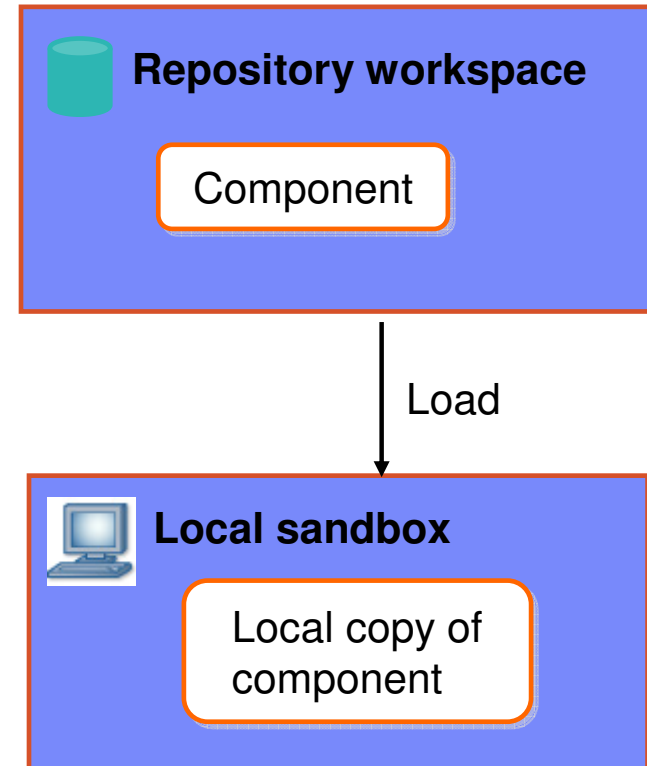 Repository workspace
Component
Load
Local sandbox
Local copy of
component